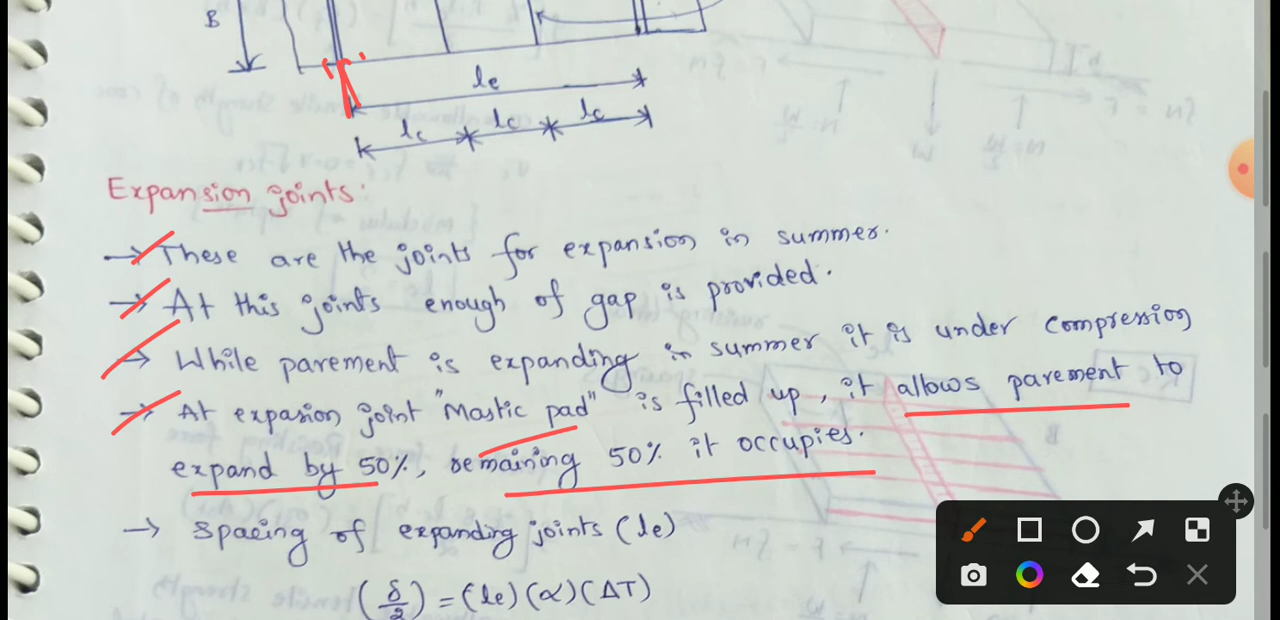 B
le
lc lc lc
Expansion joints:
→ These are the joints for expansion in summer.
→ At this joints enough of gap is provided.
→ While pavement is expanding in summer it is under compression
→ At expasion joint "Mastic pad" is filled up, it allows pavement to
expand by 50%, remaining 50% it occupies.
→ Spacing of expanding joints (le)
(δ/2) = (le) (α) (ΔT)